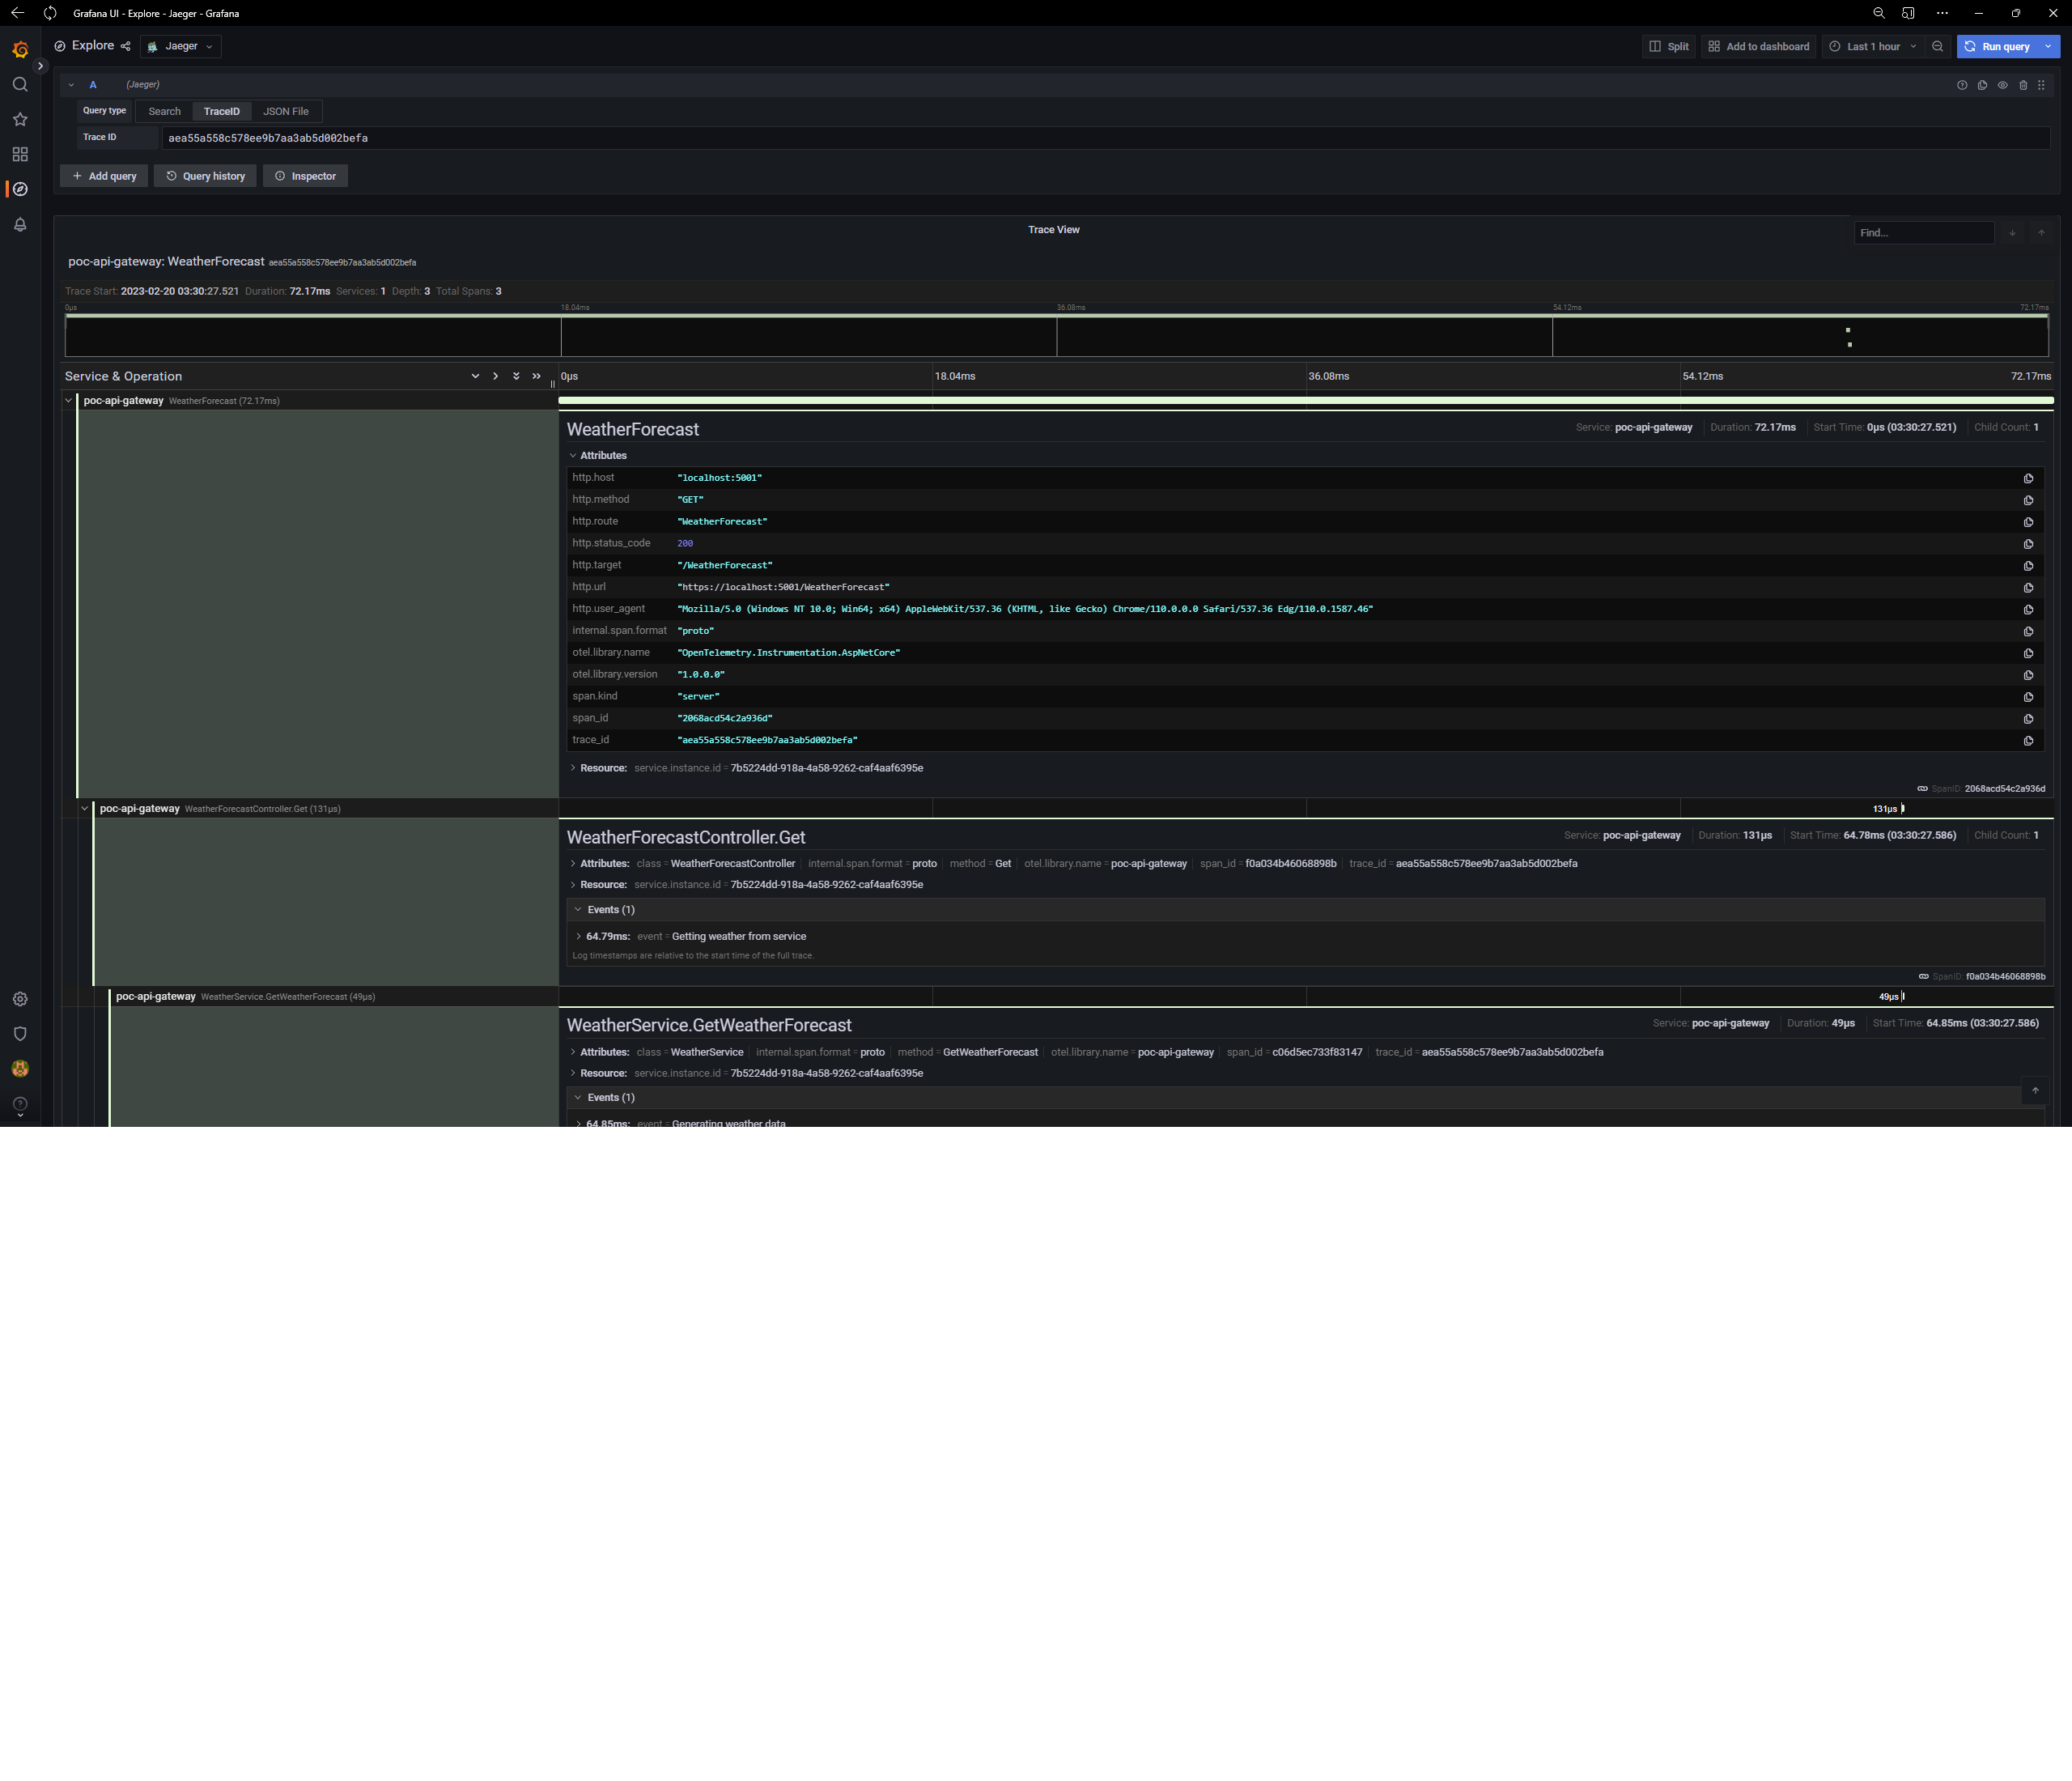 Grafana UI - Explore - Jaeger - Grafana
Explore Jaeger Split Add to dashboard Last 1 hour Run query
A (Jaeger)
Query type Search TraceID JSON File
Trace ID aea55a558c578ee9b7aa3ab5d002befa
+ Add query Query history Inspector
Trace View Find...
poc-api-gateway: WeatherForecast aea55a558c578ee9b7aa3ab5d002befa
Trace Start: 2023-02-20 03:30:27.521 Duration: 72.17ms Services: 1 Depth: 3 Total Spans: 3
0μs 18.04ms 36.08ms 54.12ms 72.17ms
Service & Operation 0μs 18.04ms 36.08ms 54.12ms 72.17ms
poc-api-gateway WeatherForecast (72.17ms)
WeatherForecast Service: poc-api-gateway Duration: 72.17ms Start Time: 0μs (03:30:27.521) Child Count: 1
Attributes
http.host "localhost:5001"
http.method "GET"
http.route "WeatherForecast"
http.status_code 200
http.target "/WeatherForecast"
http.url "https://localhost:5001/WeatherForecast"
http.user_agent "Mozilla/5.0 (Windows NT 10.0; Win64; x64) AppleWebKit/537.36 (KHTML, like Gecko) Chrome/110.0.0.0 Safari/537.36 Edg/110.0.1587.46"
internal.span.format "proto"
otel.library.name "OpenTelemetry.Instrumentation.AspNetCore"
otel.library.version "1.0.0.0"
span.kind "server"
span_id "2068acd54c2a936d"
trace_id "aea55a558c578ee9b7aa3ab5d002befa"
Resource: service.instance.id = 7b5224dd-918a-4a58-9262-caf4aaf6395e
SpanID: 2068acd54c2a936d
poc-api-gateway WeatherForecastController.Get (131μs) 131μs
WeatherForecastController.Get Service: poc-api-gateway Duration: 131μs Start Time: 64.78ms (03:30:27.586) Child Count: 1
Attributes: class = WeatherForecastController internal.span.format = proto method = Get otel.library.name = poc-api-gateway span_id = f0a034b46068898b trace_id = aea55a558c578ee9b7aa3ab5d002befa
Resource: service.instance.id = 7b5224dd-918a-4a58-9262-caf4aaf6395e
Events (1)
64.79ms: event = Getting weather from service
Log timestamps are relative to the start time of the full trace.
SpanID: f0a034b46068898b
poc-api-gateway WeatherService.GetWeatherForecast (49μs) 49μs
WeatherService.GetWeatherForecast Service: poc-api-gateway Duration: 49μs Start Time: 64.85ms (03:30:27.586)
Attributes: class = WeatherService internal.span.format = proto method = GetWeatherForecast otel.library.name = poc-api-gateway span_id = c06d5ec733f83147 trace_id = aea55a558c578ee9b7aa3ab5d002befa
Resource: service.instance.id = 7b5224dd-918a-4a58-9262-caf4aaf6395e
Events (1)
64.85ms: event = Generating weather data